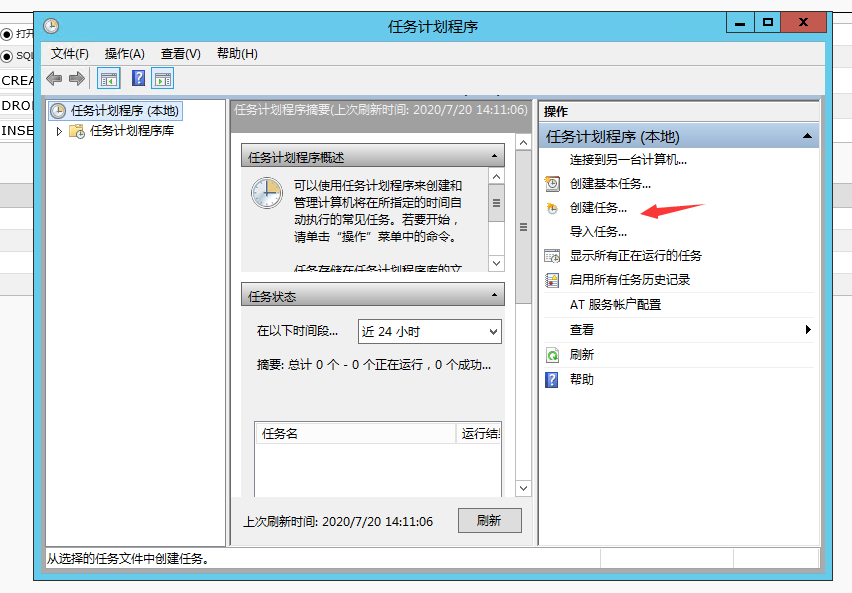 任务计划程序
打开
SQL
CREA
DROP
INSE
文件(F) 操作(A) 查看(V) 帮助(H)
任务计划程序 (本地)
任务计划程序库
任务计划程序摘要(上次刷新时间: 2020/7/20 14:11:06)
任务计划程序概述
可以使用任务计划程序来创建和
管理计算机将在所指定的时间自
动执行的常见任务。若要开始，
请单击“操作”菜单中的命令。
任务存储在任务计划程序库的文
任务状态
在以下时间段... 近 24 小时
摘要: 总计 0 个 - 0 个正在运行，0 个成功...
任务名 运行结
上次刷新时间: 2020/7/20 14:11:06 刷新
操作
任务计划程序 (本地)
连接到另一台计算机...
创建基本任务...
创建任务...
导入任务...
显示所有正在运行的任务
启用所有任务历史记录
AT 服务帐户配置
查看
刷新
帮助
从选择的任务文件中创建任务。